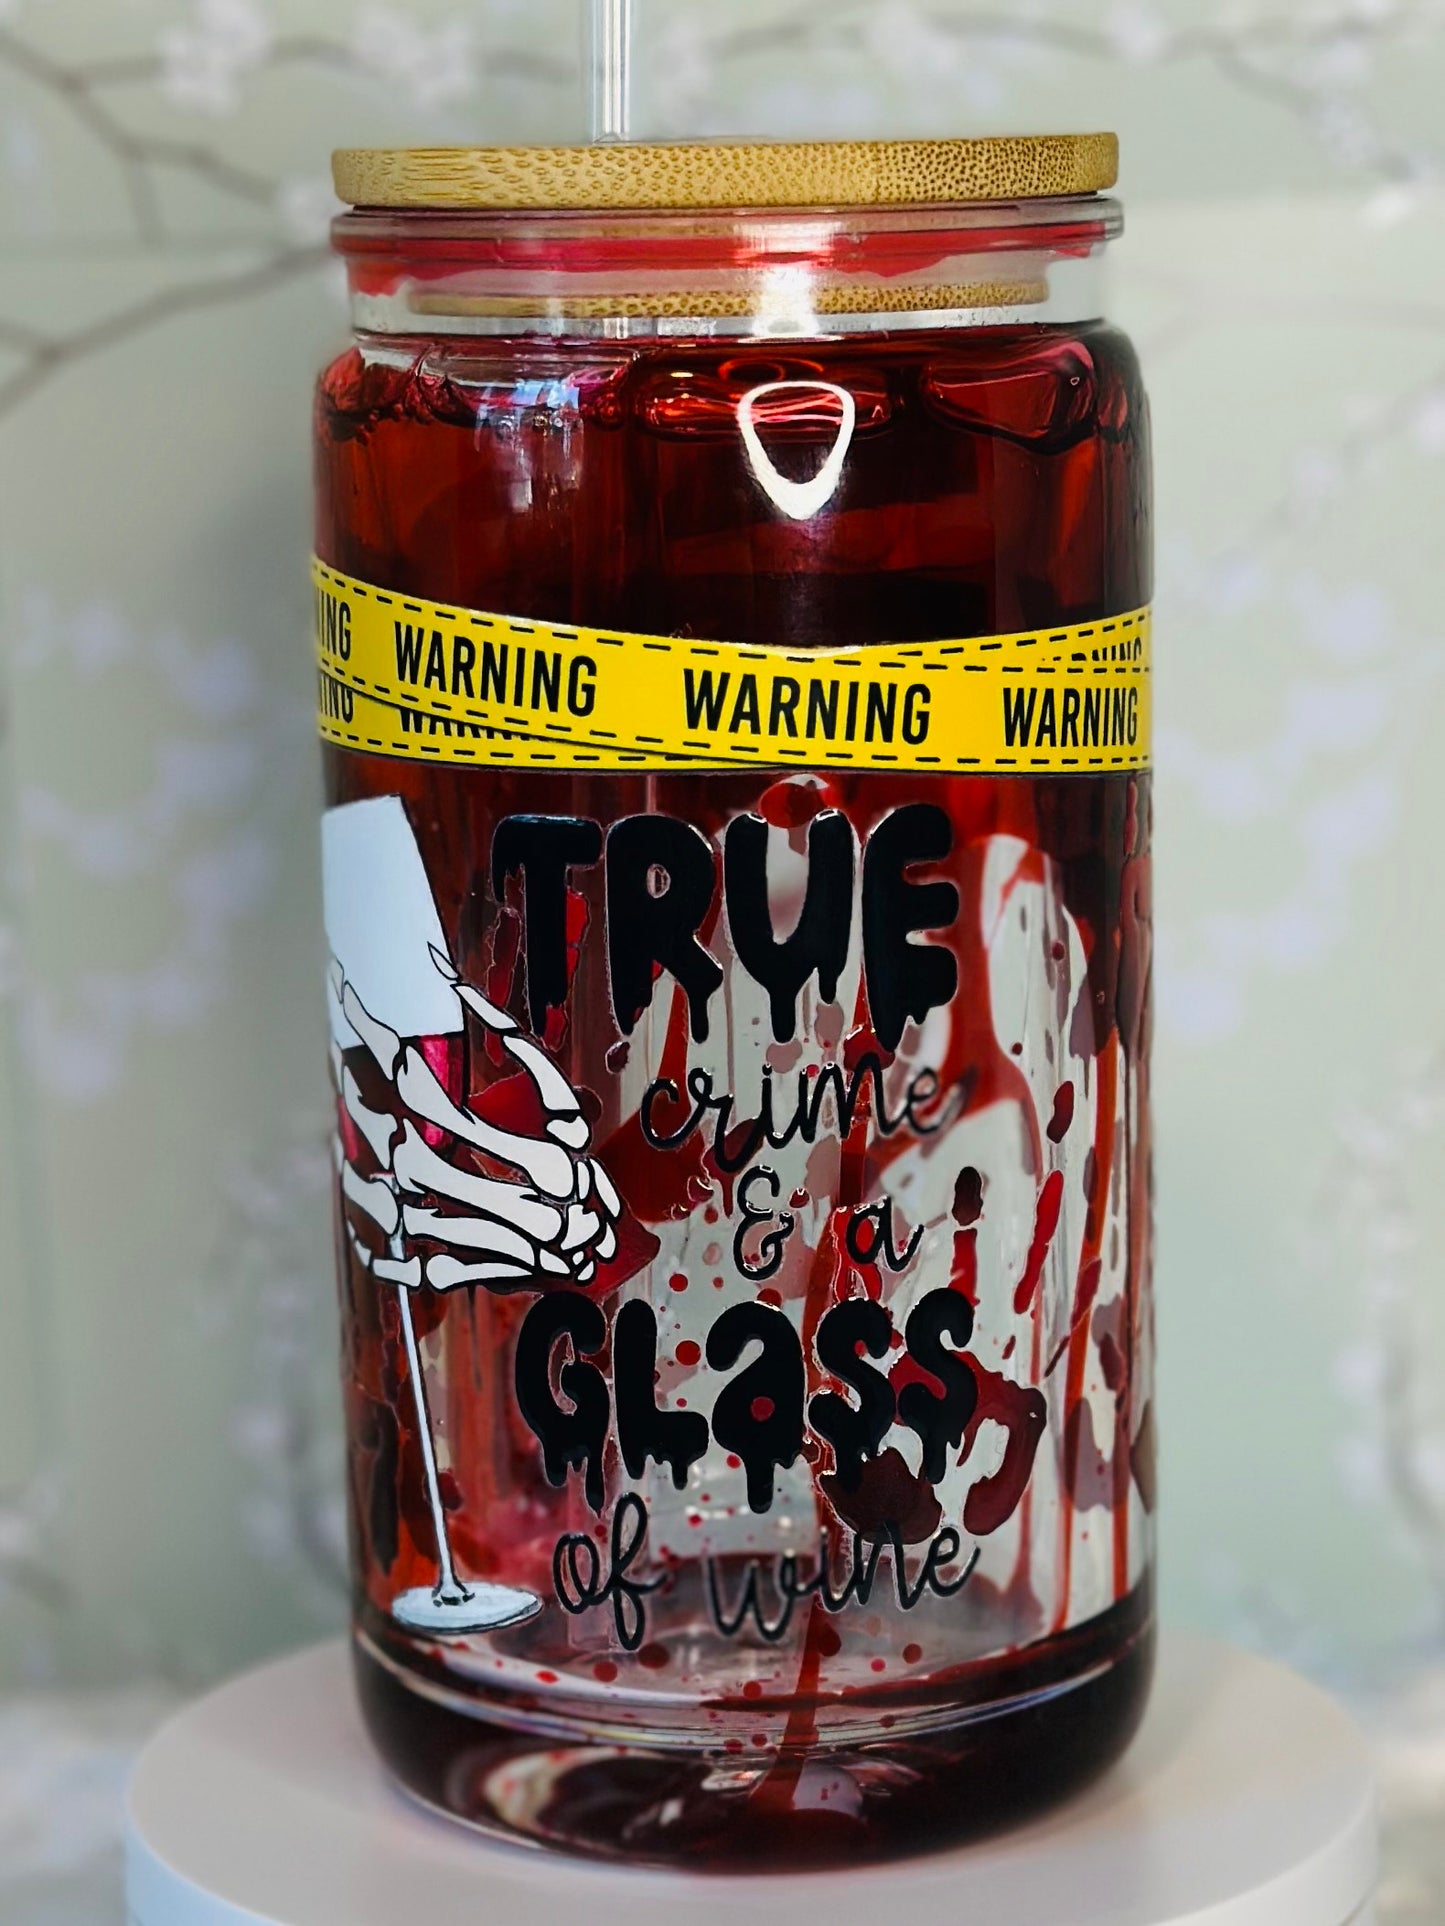 WARNING WARNING WARNING
TRUE
crime
& a
GLaSS
of wine